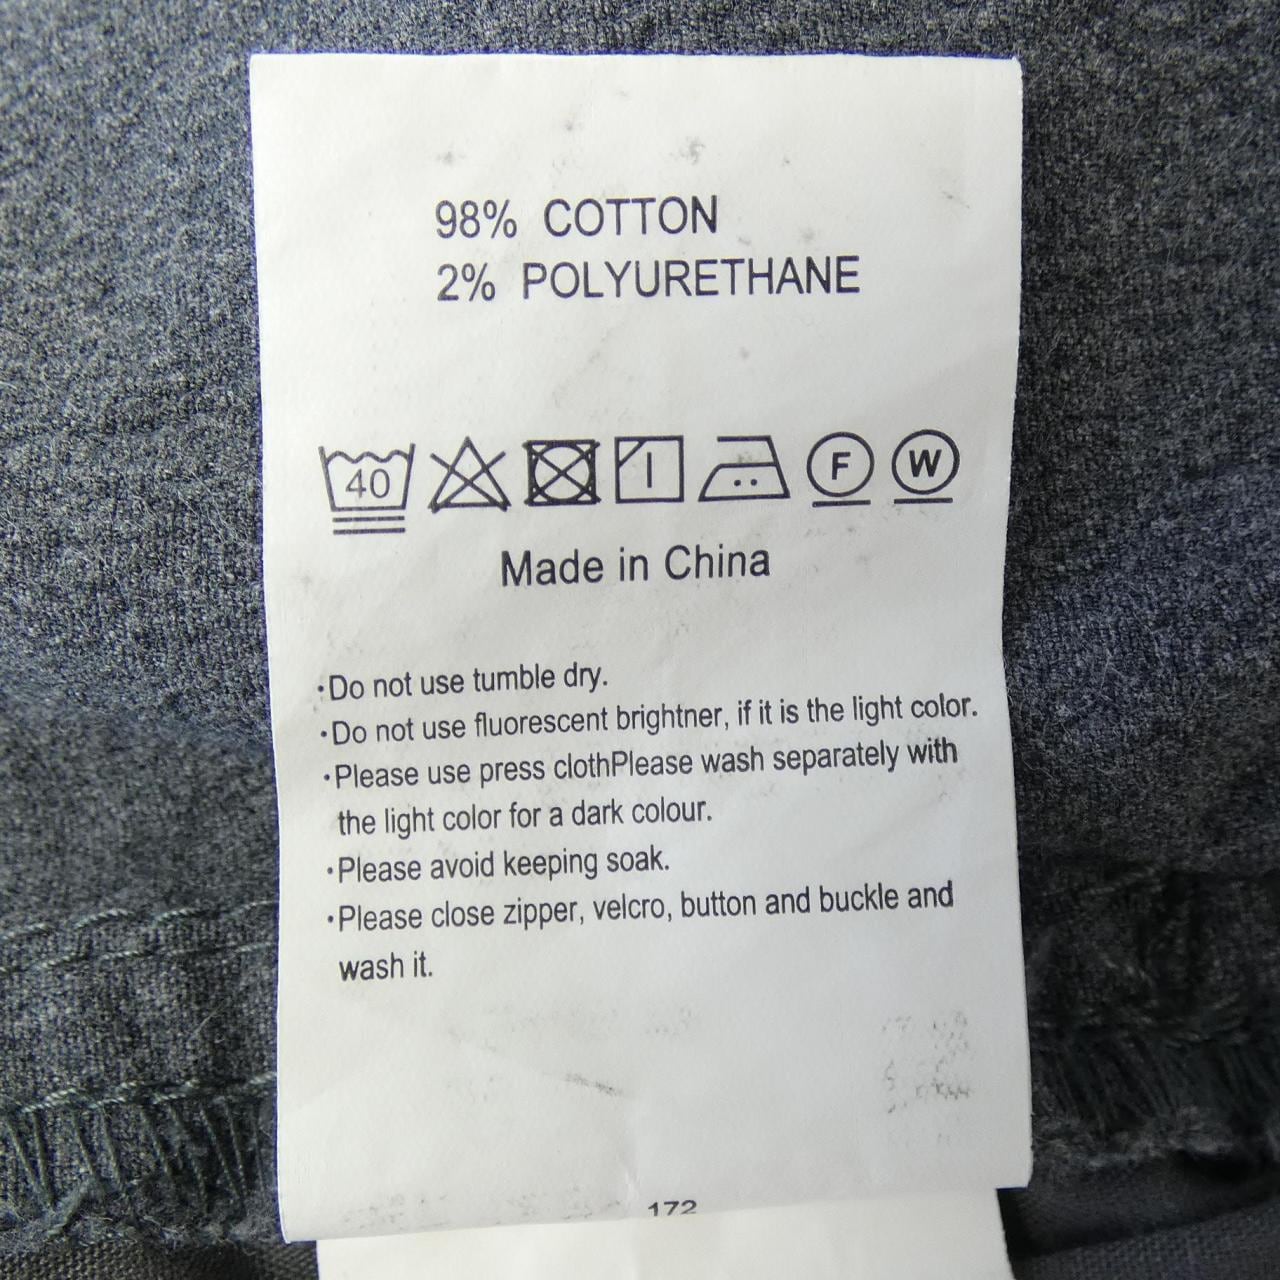 98% COTTON
2% POLYURETHANE
40 F W
Made in China
·Do not use tumble dry.
·Do not use fluorescent brightner, if it is the light color.
·Please use press clothPlease wash separately with
the light color for a dark colour.
·Please avoid keeping soak.
·Please close zipper, velcro, button and buckle and
wash it.
172